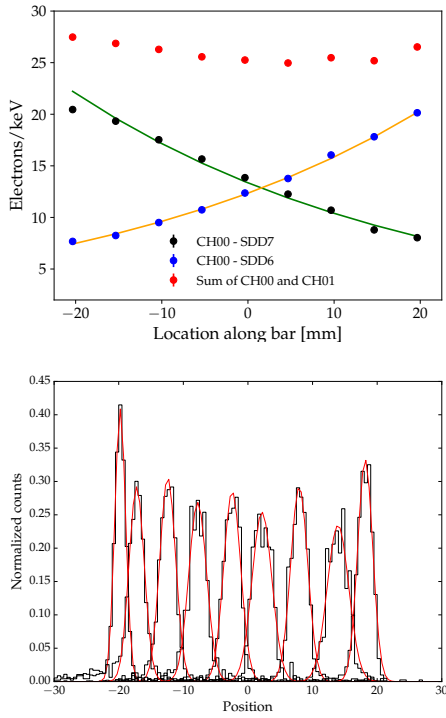 30
25
20
15
10
5
Electrons/keV
CH00 - SDD7
CH00 - SDD6
Sum of CH00 and CH01
−20 −10 0 10 20
Location along bar [mm]
0.45
0.40
0.35
0.30
0.25
0.20
0.15
0.10
0.05
0.00
Normalized counts
−30 −20 −10 0 10 20 30
Position